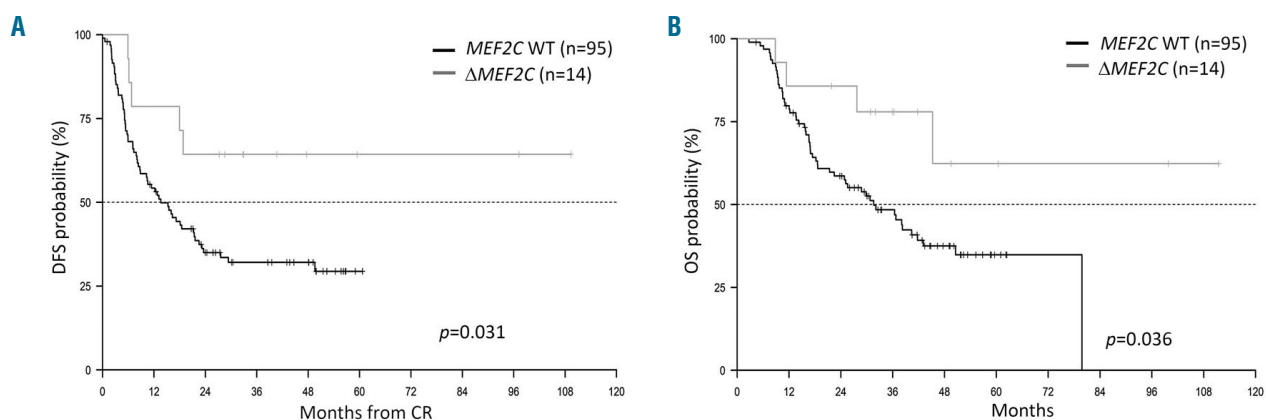 A
MEF2C WT (n=95)
ΔMEF2C (n=14)
DFS probability (%)
100
75
50
25
0
p=0.031
0 12 24 36 48 60 72 84 96 108 120
Months from CR
B
MEF2C WT (n=95)
ΔMEF2C (n=14)
OS probability (%)
100
75
50
25
0
p=0.036
0 12 24 36 48 60 72 84 96 108 120
Months